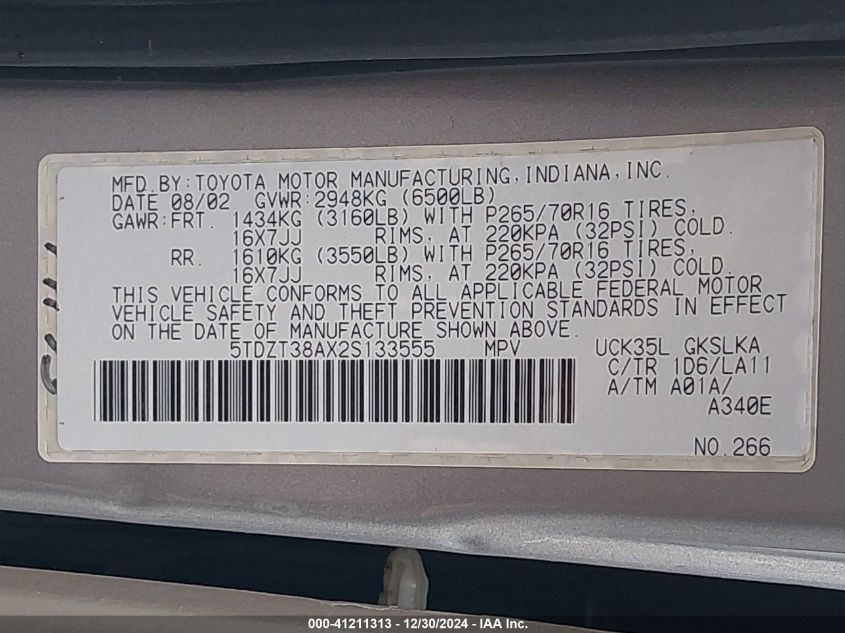 MFD. BY: TOYOTA MOTOR MANUFACTURING, INDIANA, INC.
DATE 08/02 GVWR: 2948KG (6500LB)
GAWR: FRT. 1434KG (3160LB) WITH P265/70R16 TIRES,
16X7JJ RIMS, AT 220KPA (32PSI) COLD.
RR. 1610KG (3550LB) WITH P265/70R16 TIRES,
16X7JJ RIMS, AT 220KPA (32PSI) COLD.
THIS VEHICLE CONFORMS TO ALL APPLICABLE FEDERAL MOTOR
VEHICLE SAFETY AND THEFT PREVENTION STANDARDS IN EFFECT
ON THE DATE OF MANUFACTURE SHOWN ABOVE.
5TDZT38AX2S133555 MPV UCK35L GKSLKA
C/TR 1D6/LA11
A/TM A01A/
A340E
NO. 266
000-41211313 - 12/30/2024 - IAA Inc.